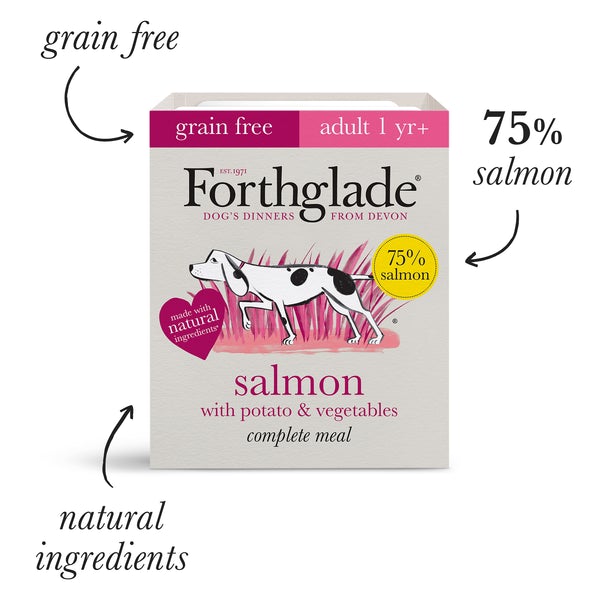 grain free
75%
salmon
grain free
adult 1 yr+
EST. 1971
Forthglade®
DOG'S DINNERS FROM DEVON
75%
salmon
made with
natural
ingredients*
®
salmon
with potato & vegetables
complete meal
natural
ingredients